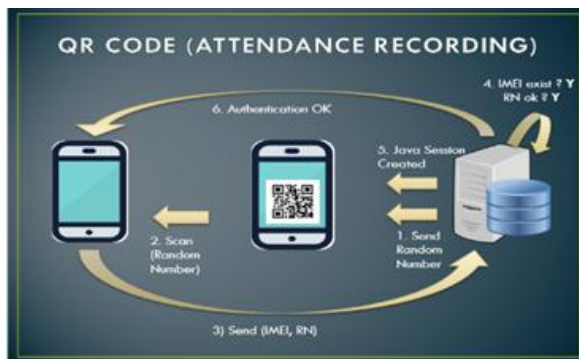 QR CODE (ATTENDANCE RECORDING)
4. IMEI exist ? Y
RN ok ? Y
6. Authentication OK
5. Java Session
Created
2. Scan
(Random
Number)
1. Send
Random
Number
3) Send (IMEI, RN)